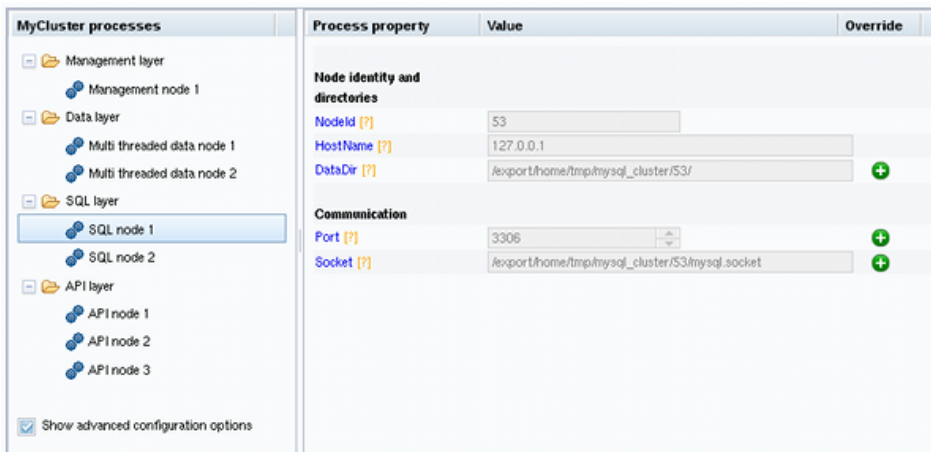 MyCluster processes
Management layer
Management node 1
Data layer
Multi threaded data node 1
Multi threaded data node 2
SQL layer
SQL node 1
SQL node 2
API layer
API node 1
API node 2
API node 3
Show advanced configuration options
Process property Value Override
Node identity and
directories
NodeId [?] 53
HostName [?] 127.0.0.1
DataDir [?] /export/home/tmp/mysql_cluster/53/
Communication
Port [?] 3306
Socket [?] /export/home/tmp/mysql_cluster/53/mysql.socket